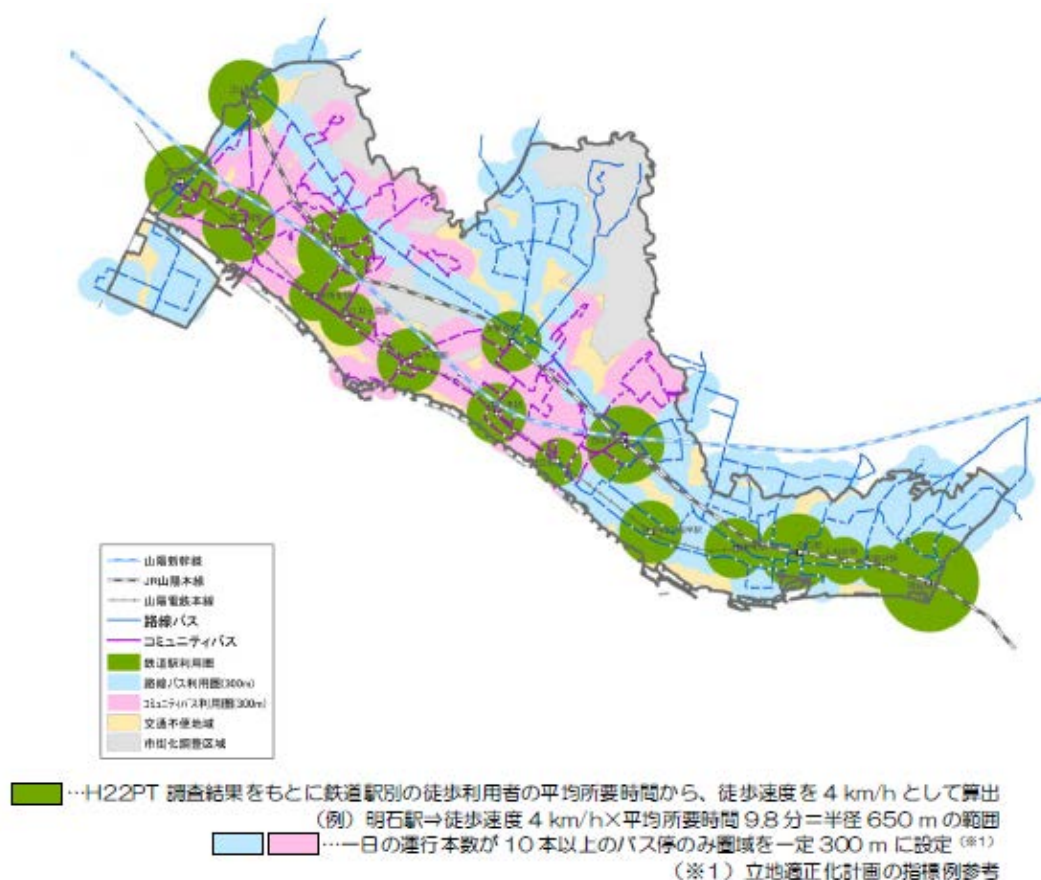 山陽新幹線
JR山陽本線
山陽電鉄本線
路線バス
コミュニティバス
鉄道駅利用圏
路線バス利用圏(300m)
コミュニティバス利用圏(300m)
交通不便地域
市街化調整区域
…H22PT 調査結果をもとに鉄道駅別の徒歩利用者の平均所要時間から、徒歩速度を 4 km/h として算出
(例)明石駅⇒徒歩速度 4 km/h×平均所要時間 9.8 分=半径 650 m の範囲
…一日の運行本数が 10 本以上のバス停のみ圏域を一定 300 m に設定(※1)
(※1)立地適正化計画の指標例参考